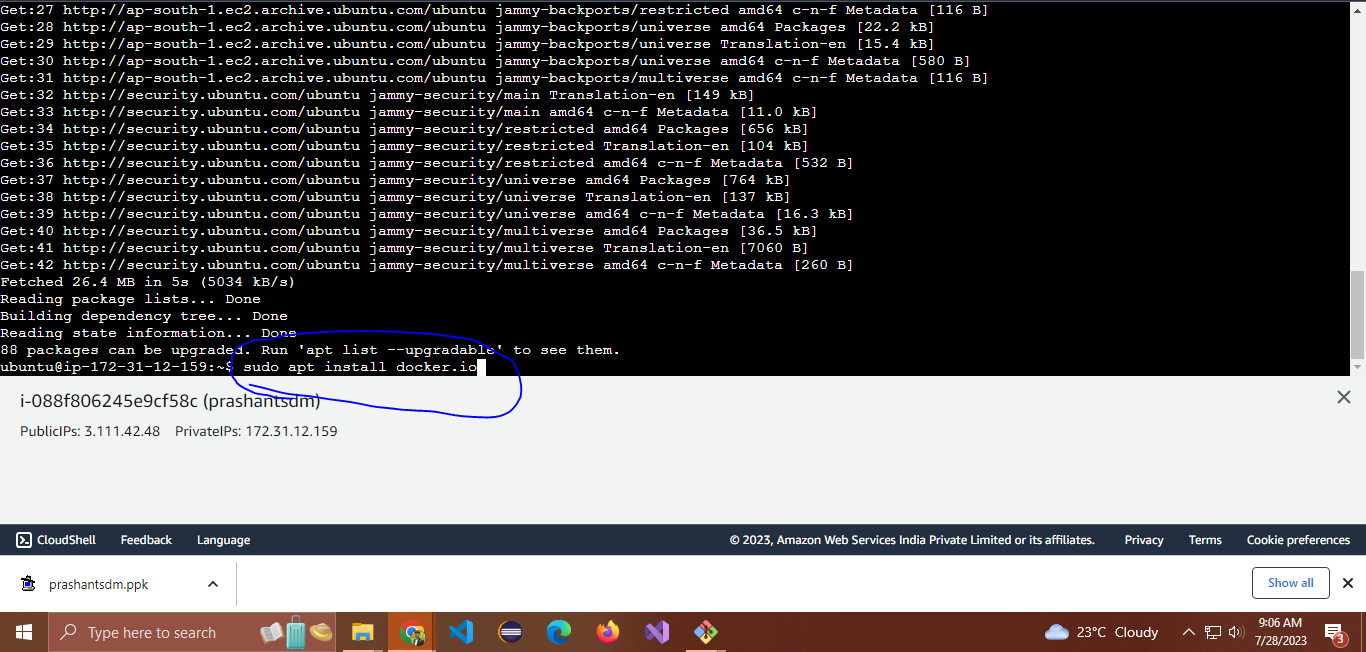 Get:27 http://ap-south-1.ec2.archive.ubuntu.com/ubuntu jammy-backports/restricted amd64 c-n-f Metadata [116 B]
Get:28 http://ap-south-1.ec2.archive.ubuntu.com/ubuntu jammy-backports/universe amd64 Packages [22.2 kB]
Get:29 http://ap-south-1.ec2.archive.ubuntu.com/ubuntu jammy-backports/universe Translation-en [15.4 kB]
Get:30 http://ap-south-1.ec2.archive.ubuntu.com/ubuntu jammy-backports/universe amd64 c-n-f Metadata [580 B]
Get:31 http://ap-south-1.ec2.archive.ubuntu.com/ubuntu jammy-backports/multiverse amd64 c-n-f Metadata [116 B]
Get:32 http://security.ubuntu.com/ubuntu jammy-security/main Translation-en [149 kB]
Get:33 http://security.ubuntu.com/ubuntu jammy-security/main amd64 c-n-f Metadata [11.0 kB]
Get:34 http://security.ubuntu.com/ubuntu jammy-security/restricted amd64 Packages [656 kB]
Get:35 http://security.ubuntu.com/ubuntu jammy-security/restricted Translation-en [104 kB]
Get:36 http://security.ubuntu.com/ubuntu jammy-security/restricted amd64 c-n-f Metadata [532 B]
Get:37 http://security.ubuntu.com/ubuntu jammy-security/universe amd64 Packages [764 kB]
Get:38 http://security.ubuntu.com/ubuntu jammy-security/universe Translation-en [137 kB]
Get:39 http://security.ubuntu.com/ubuntu jammy-security/universe amd64 c-n-f Metadata [16.3 kB]
Get:40 http://security.ubuntu.com/ubuntu jammy-security/multiverse amd64 Packages [36.5 kB]
Get:41 http://security.ubuntu.com/ubuntu jammy-security/multiverse Translation-en [7060 B]
Get:42 http://security.ubuntu.com/ubuntu jammy-security/multiverse amd64 c-n-f Metadata [260 B]
Fetched 26.4 MB in 5s (5034 kB/s)
Reading package lists... Done
Building dependency tree... Done
Reading state information... Done
88 packages can be upgraded. Run 'apt list --upgradable' to see them.
ubuntu@ip-172-31-12-159:~$ sudo apt install docker.io
i-088f806245e9cf58c (prashantsdm)
PublicIPs: 3.111.42.48 PrivateIPs: 172.31.12.159
CloudShell Feedback Language © 2023, Amazon Web Services India Private Limited or its affiliates. Privacy Terms Cookie preferences
prashantsdm.ppk Show all
Type here to search 23°C Cloudy 9:06 AM
7/28/2023 3